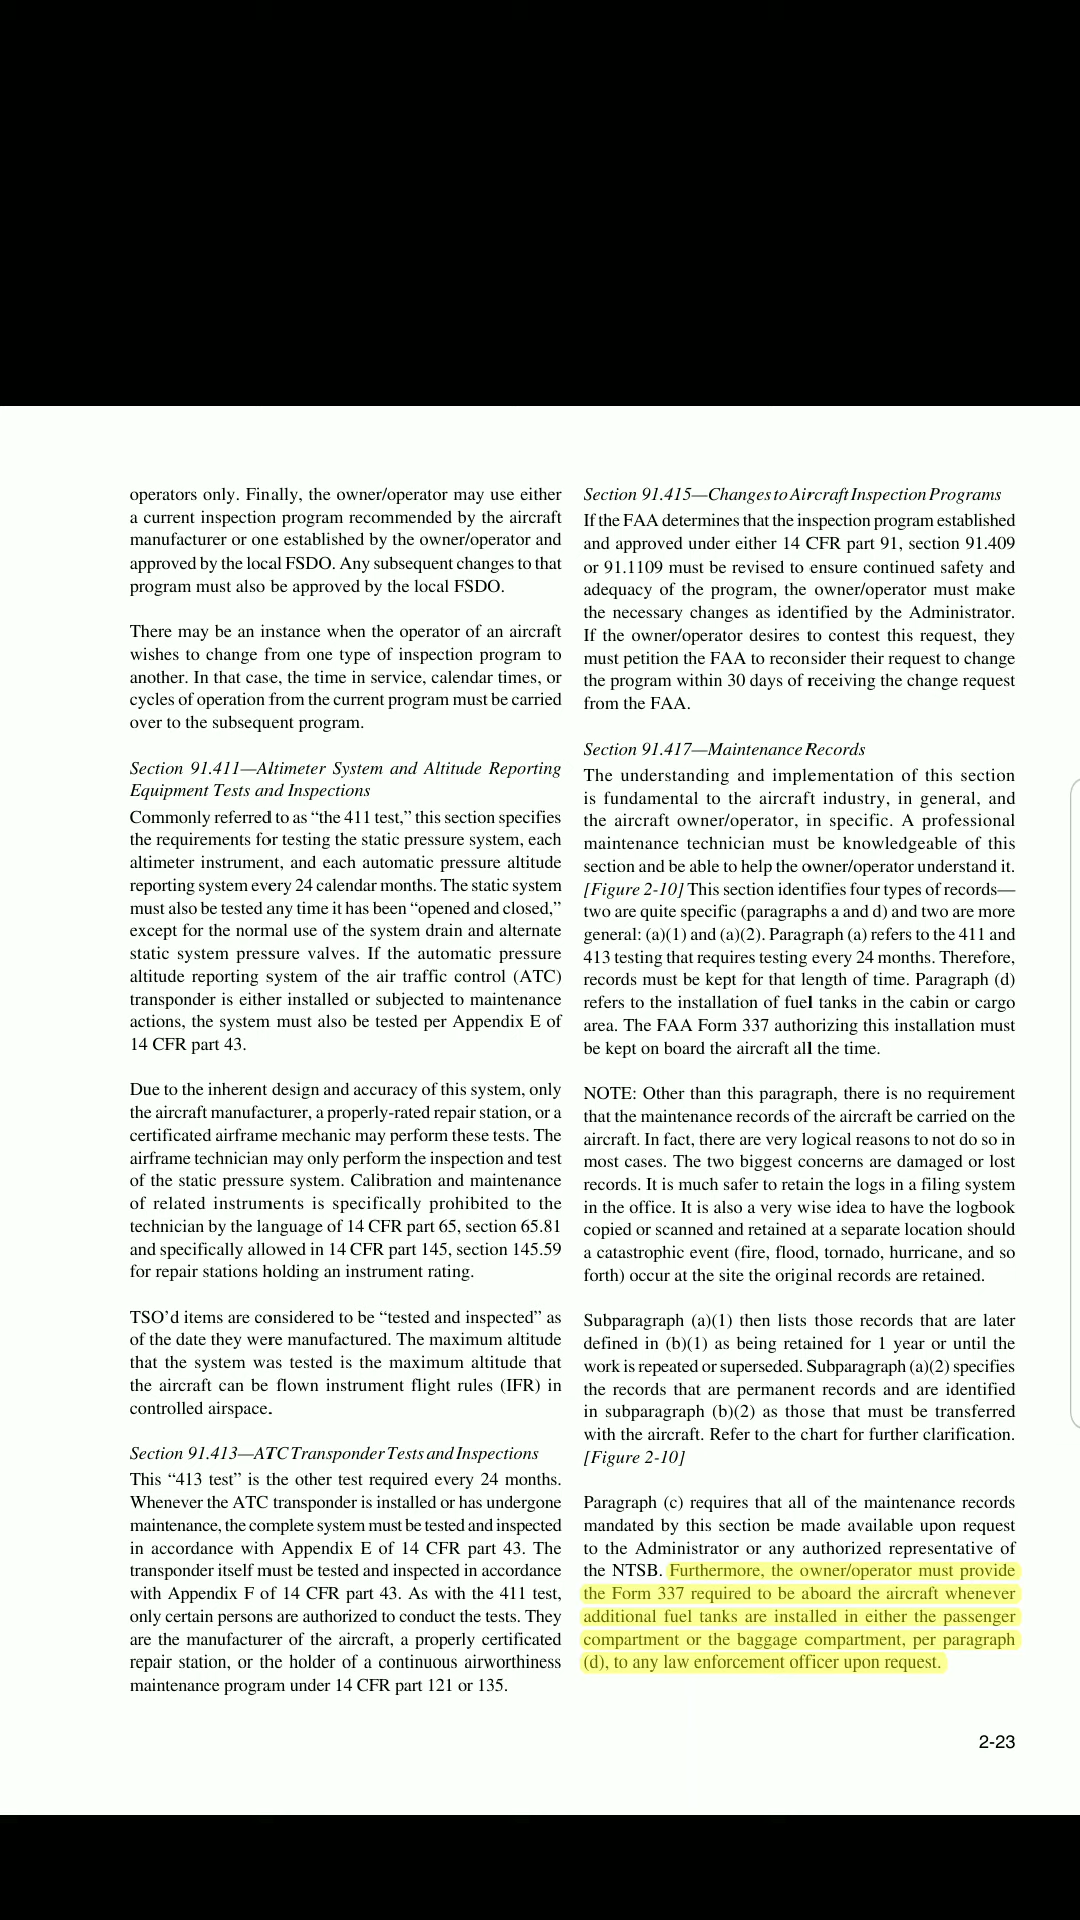 operators only. Finally, the owner/operator may use either
a current inspection program recommended by the aircraft
manufacturer or one established by the owner/operator and
approved by the local FSDO. Any subsequent changes to that
program must also be approved by the local FSDO.
There may be an instance when the operator of an aircraft
wishes to change from one type of inspection program to
another. In that case, the time in service, calendar times, or
cycles of operation from the current program must be carried
over to the subsequent program.
Section 91.411—Altimeter System and Altitude Reporting
Equipment Tests and Inspections
Commonly referred to as “the 411 test,” this section specifies
the requirements for testing the static pressure system, each
altimeter instrument, and each automatic pressure altitude
reporting system every 24 calendar months. The static system
must also be tested any time it has been “opened and closed,”
except for the normal use of the system drain and alternate
static system pressure valves. If the automatic pressure
altitude reporting system of the air traffic control (ATC)
transponder is either installed or subjected to maintenance
actions, the system must also be tested per Appendix E of
14 CFR part 43.
Due to the inherent design and accuracy of this system, only
the aircraft manufacturer, a properly-rated repair station, or a
certificated airframe mechanic may perform these tests. The
airframe technician may only perform the inspection and test
of the static pressure system. Calibration and maintenance
of related instruments is specifically prohibited to the
technician by the language of 14 CFR part 65, section 65.81
and specifically allowed in 14 CFR part 145, section 145.59
for repair stations holding an instrument rating.
TSO’d items are considered to be “tested and inspected” as
of the date they were manufactured. The maximum altitude
that the system was tested is the maximum altitude that
the aircraft can be flown instrument flight rules (IFR) in
controlled airspace.
Section 91.413—ATC Transponder Tests and Inspections
This “413 test” is the other test required every 24 months.
Whenever the ATC transponder is installed or has undergone
maintenance, the complete system must be tested and inspected
in accordance with Appendix E of 14 CFR part 43. The
transponder itself must be tested and inspected in accordance
with Appendix F of 14 CFR part 43. As with the 411 test,
only certain persons are authorized to conduct the tests. They
are the manufacturer of the aircraft, a properly certificated
repair station, or the holder of a continuous airworthiness
maintenance program under 14 CFR part 121 or 135.
Section 91.415—Changes to Aircraft Inspection Programs
If the FAA determines that the inspection program established
and approved under either 14 CFR part 91, section 91.409
or 91.1109 must be revised to ensure continued safety and
adequacy of the program, the owner/operator must make
the necessary changes as identified by the Administrator.
If the owner/operator desires to contest this request, they
must petition the FAA to reconsider their request to change
the program within 30 days of receiving the change request
from the FAA.
Section 91.417—Maintenance Records
The understanding and implementation of this section
is fundamental to the aircraft industry, in general, and
the aircraft owner/operator, in specific. A professional
maintenance technician must be knowledgeable of this
section and be able to help the owner/operator understand it.
[Figure 2-10] This section identifies four types of records—
two are quite specific (paragraphs a and d) and two are more
general: (a)(1) and (a)(2). Paragraph (a) refers to the 411 and
413 testing that requires testing every 24 months. Therefore,
records must be kept for that length of time. Paragraph (d)
refers to the installation of fuel tanks in the cabin or cargo
area. The FAA Form 337 authorizing this installation must
be kept on board the aircraft all the time.
NOTE: Other than this paragraph, there is no requirement
that the maintenance records of the aircraft be carried on the
aircraft. In fact, there are very logical reasons to not do so in
most cases. The two biggest concerns are damaged or lost
records. It is much safer to retain the logs in a filing system
in the office. It is also a very wise idea to have the logbook
copied or scanned and retained at a separate location should
a catastrophic event (fire, flood, tornado, hurricane, and so
forth) occur at the site the original records are retained.
Subparagraph (a)(1) then lists those records that are later
defined in (b)(1) as being retained for 1 year or until the
work is repeated or superseded. Subparagraph (a)(2) specifies
the records that are permanent records and are identified
in subparagraph (b)(2) as those that must be transferred
with the aircraft. Refer to the chart for further clarification.
[Figure 2-10]
Paragraph (c) requires that all of the maintenance records
mandated by this section be made available upon request
to the Administrator or any authorized representative of
the NTSB. Furthermore, the owner/operator must provide
the Form 337 required to be aboard the aircraft whenever
additional fuel tanks are installed in either the passenger
compartment or the baggage compartment, per paragraph
(d), to any law enforcement officer upon request.
2-23